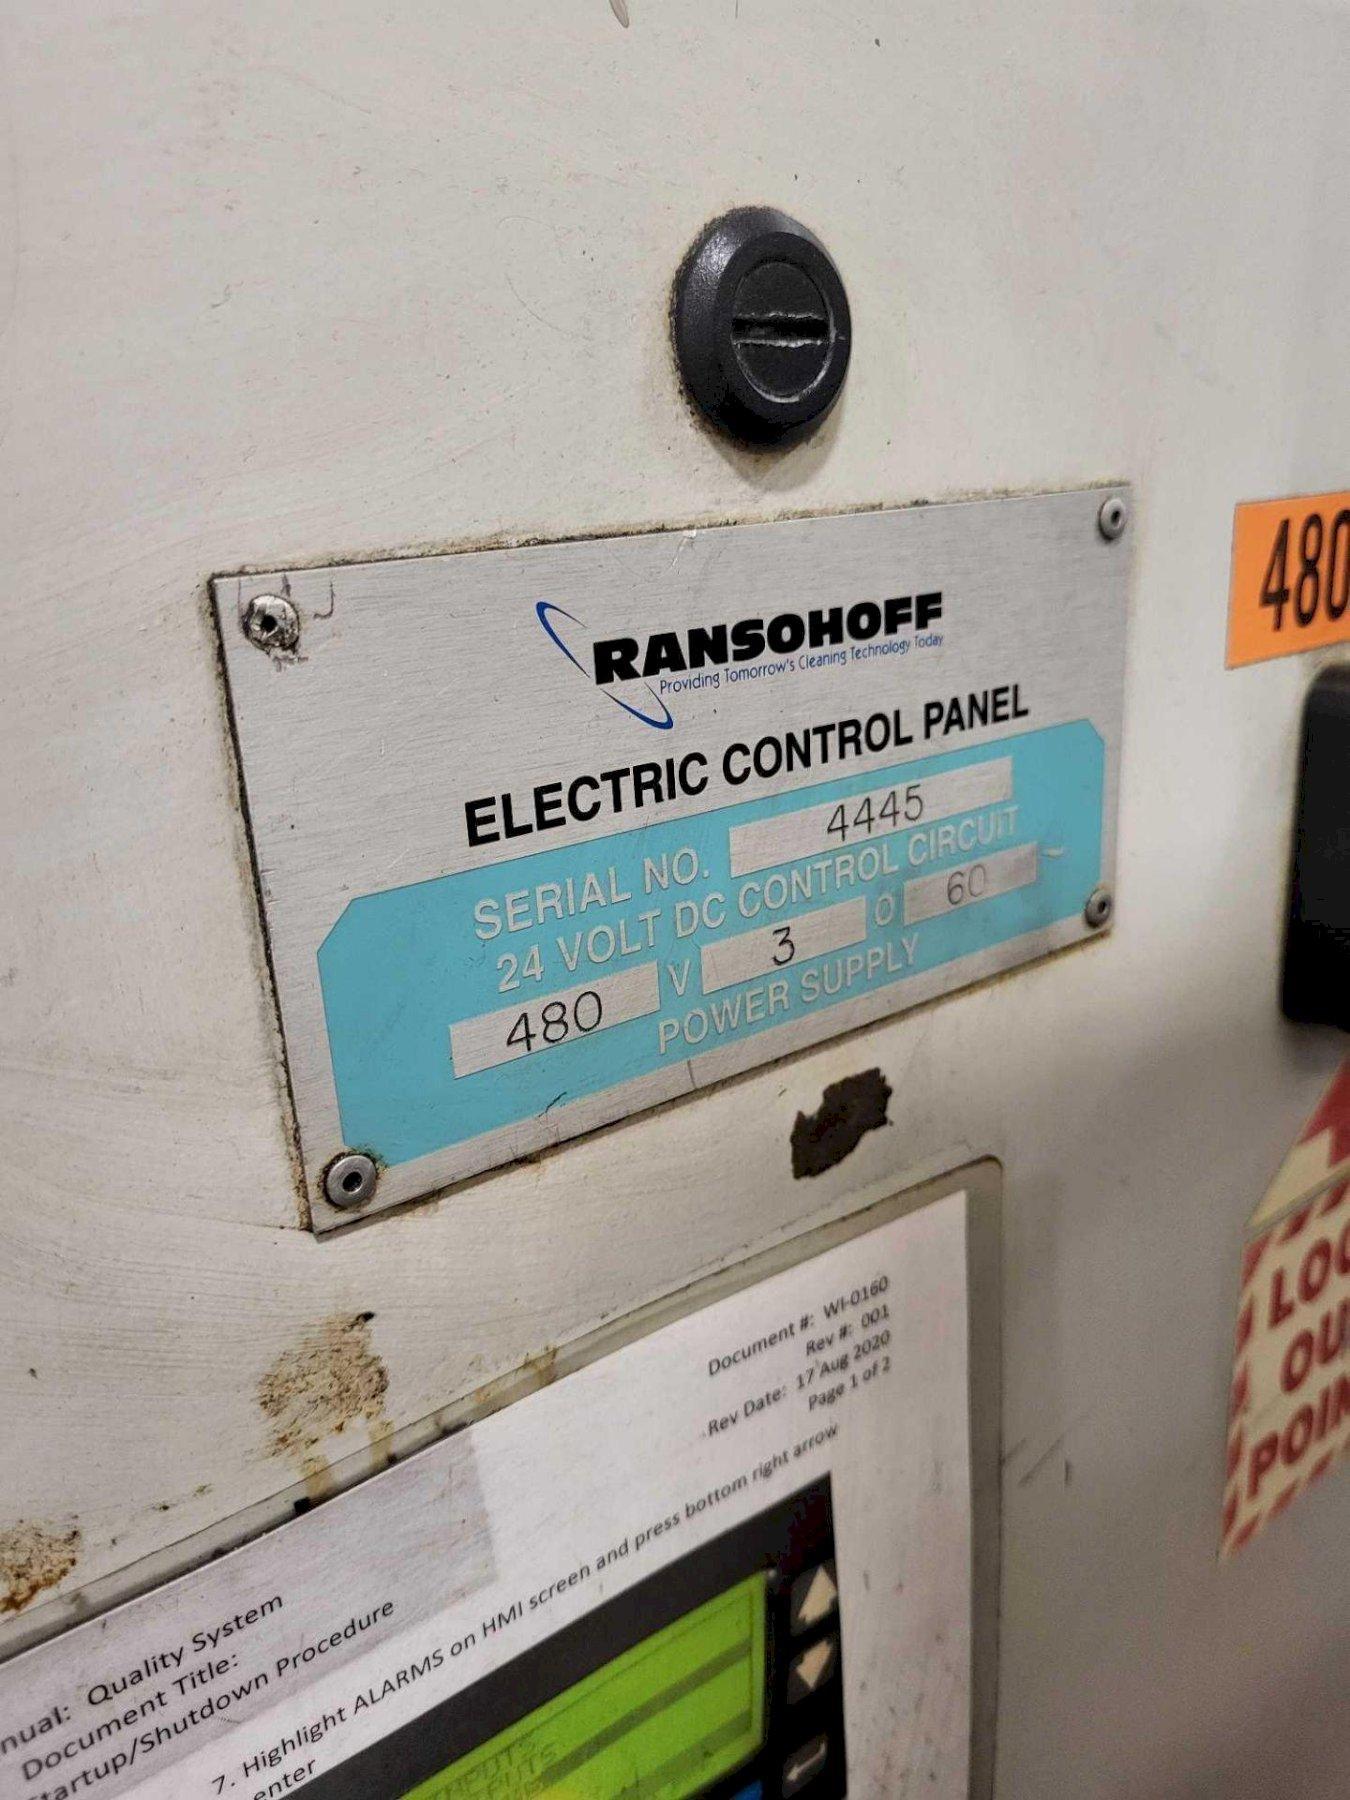 RANSOHOFF
Providing Tomorrow's Cleaning Technology Today
ELECTRIC CONTROL PANEL
SERIAL NO. 4445
24 VOLT DC CONTROL CIRCUIT
480 V 3 Ø 60
POWER SUPPLY
480
LOC
OU
POIN
Document #: WI-0160
Rev #: 001
Rev Date: 17 Aug 2020
Page 1 of 2
nual: Quality System
Document Title:
Startup/Shutdown Procedure
7. Highlight ALARMS on HMI screen and press bottom right arrow
enter